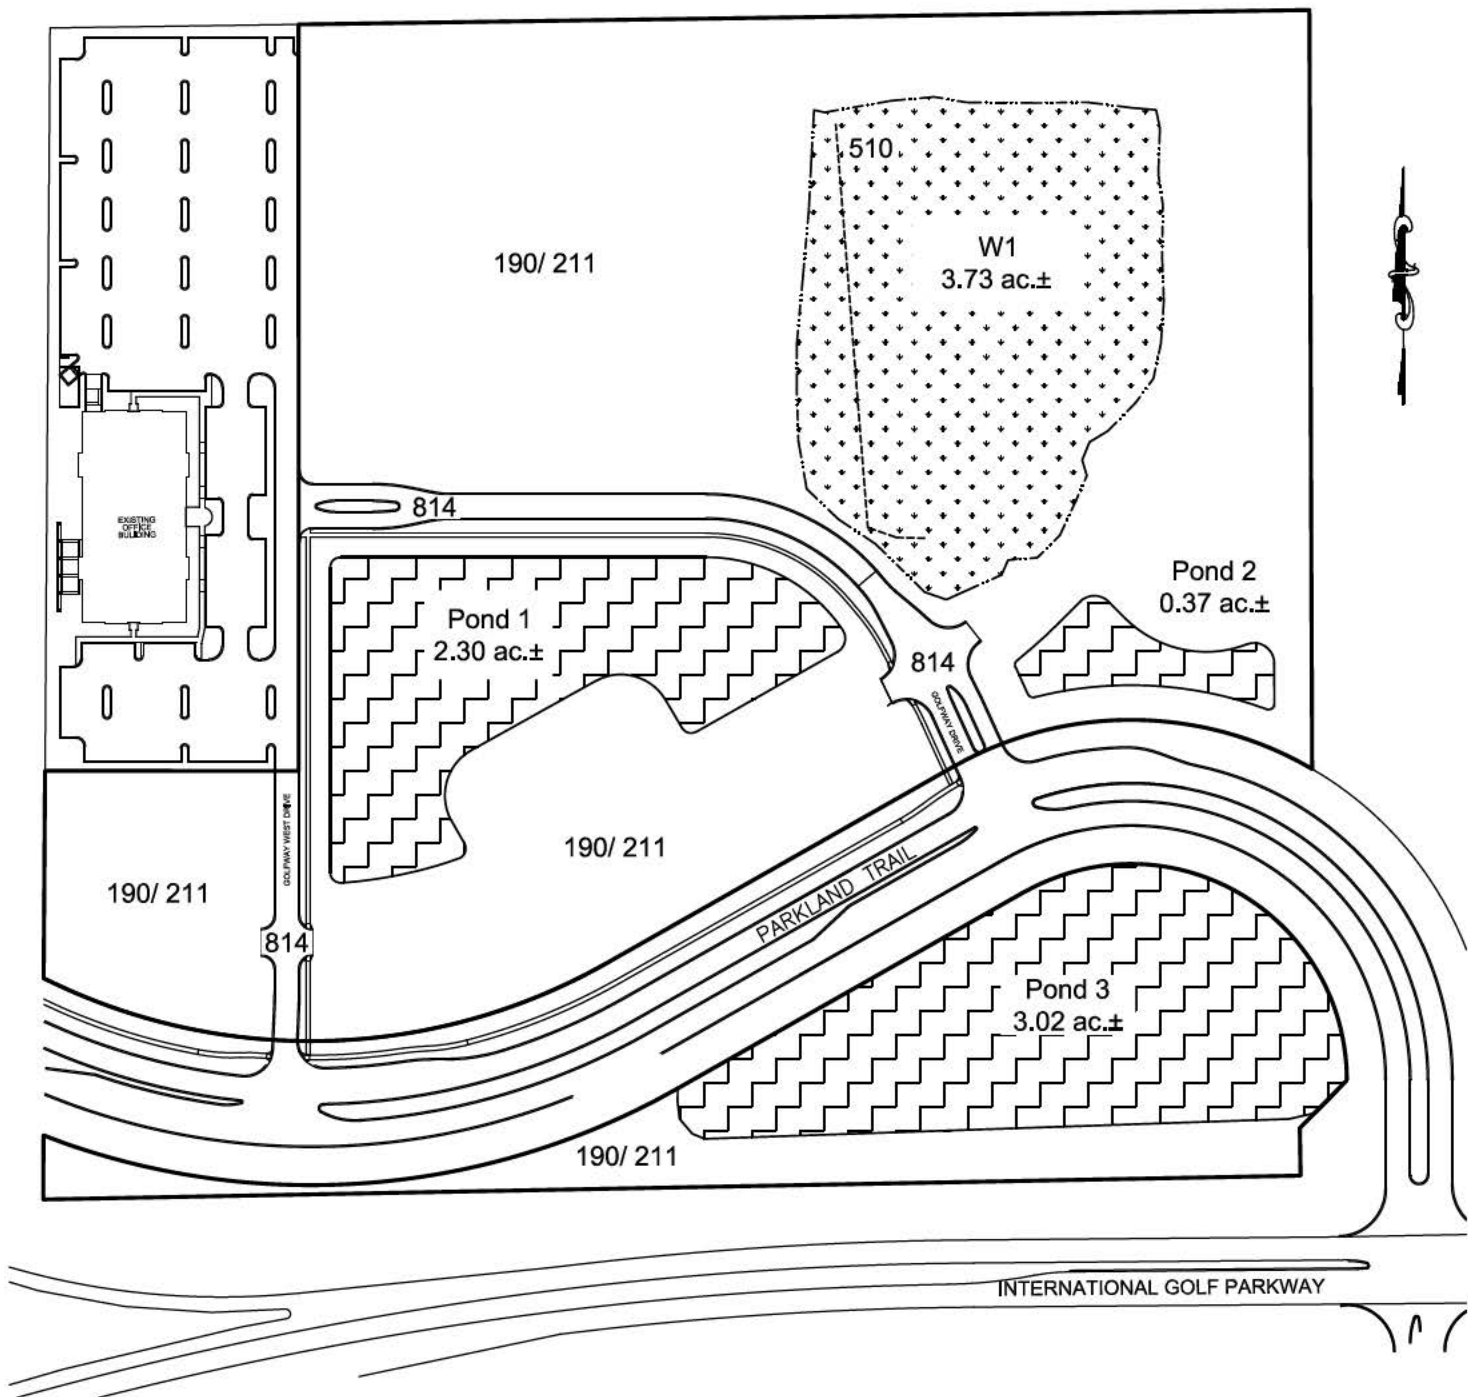 510
W1
3.73 ac.±
190/ 211
814
EXISTING
OFFICE
BUILDING
Pond 2
0.37 ac.±
Pond 1
2.30 ac.±
814
GOLFWAY DRIVE
GOLFWAY WEST DRIVE
190/ 211
190/ 211
PARKLAND TRAIL
814
Pond 3
3.02 ac.±
190/ 211
INTERNATIONAL GOLF PARKWAY